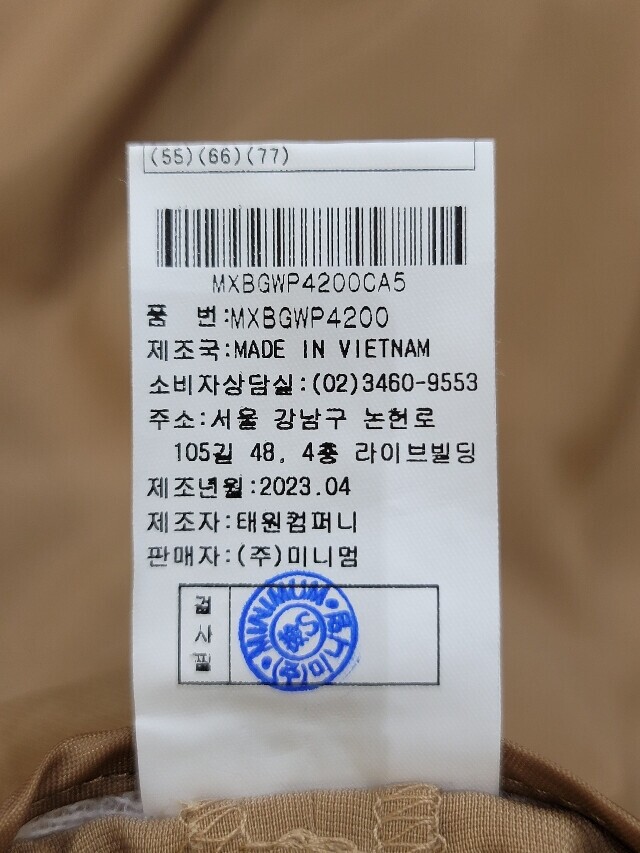 (55)(66)(77)
MXBGWP4200CA5
품 번:MXBGWP4200
제조국:MADE IN VIETNAM
소비자상담실:(02)3460-9553
주소:서울 강남구 논현로
105길 48, 4층 라이브빌딩
제조년월:2023.04
제조자:태원컴퍼니
판매자:(주)미니멈
검사필
MINIMUM
(주)미니멈